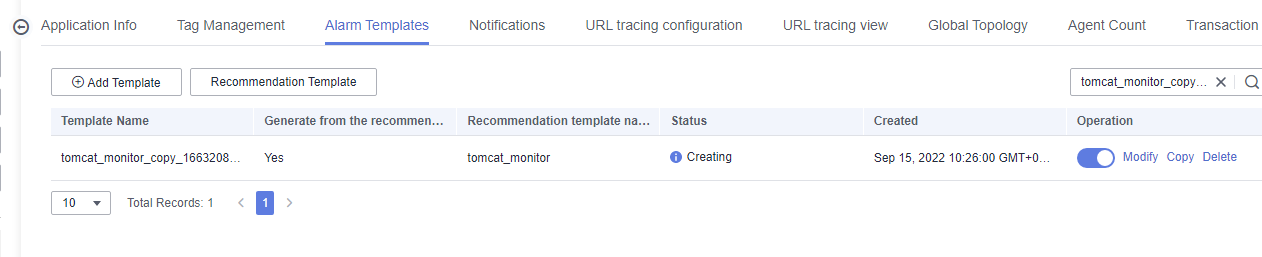 Application Info Tag Management Alarm Templates Notifications URL tracing configuration URL tracing view Global Topology Agent Count Transaction
Add Template Recommendation Template tomcat_monitor_copy...
Template Name Generate from the recommen... Recommendation template na... Status Created Operation
tomcat_monitor_copy_1663208... Yes tomcat_monitor Creating Sep 15, 2022 10:26:00 GMT+0... Modify Copy Delete
10 Total Records: 1 1